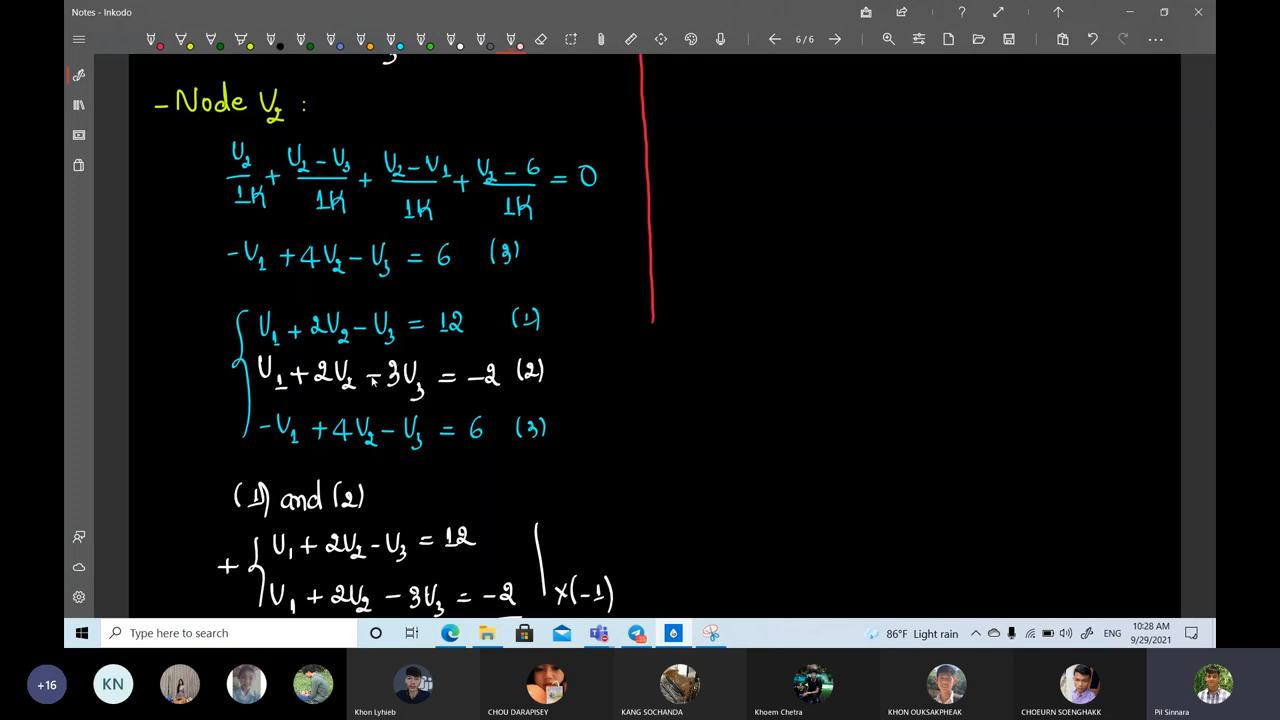 Notes - Inkodo
6/6
- Node V2 :
V2/1K + V2 - V3/1K + V2 - V1/1K + V2 - 6/1K = 0
-V1 + 4V2 - V3 = 6 (3)
V1 + 2V2 - V3 = 12 (1)
V1 + 2V2 - 3V3 = -2 (2)
-V1 + 4V2 - V3 = 6 (3)
(1) and (2)
+ { V1 + 2V2 - V3 = 12
V1 + 2V2 - 3V3 = -2 | x(-1)
Type here to search
86°F Light rain
ENG
10:28 AM
9/29/2021
+16
KN
Khon Lyhieb
CHOU DARAPISEY
KANG SOCHANDA
Khoem Chetra
KHON OUKSAKPHEAK
CHOEURN SOENGHAKK
Pil Sinnara